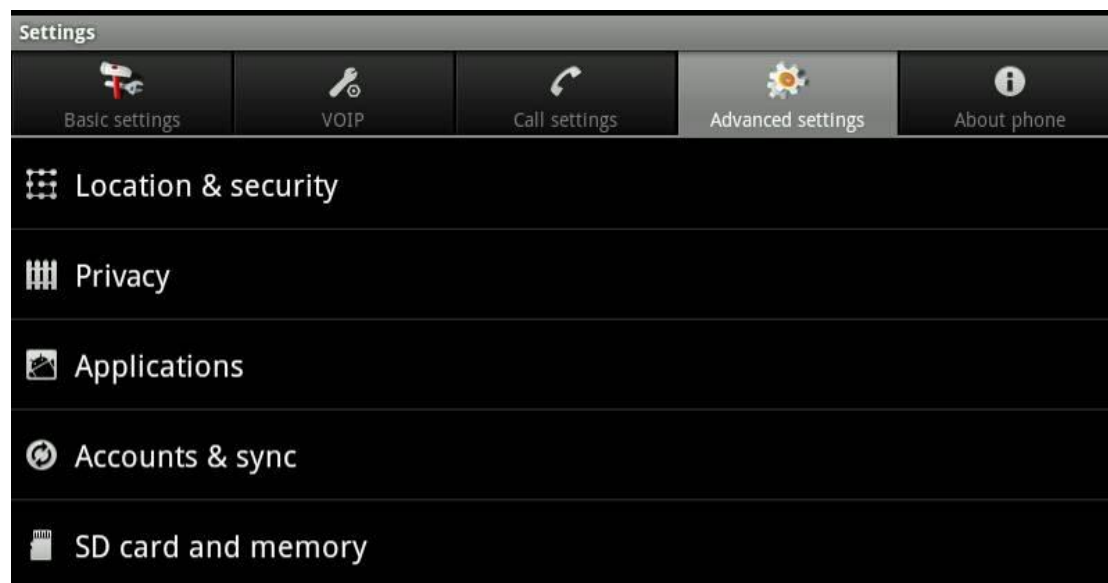 Settings
Basic settings VOIP Call settings Advanced settings About phone
Location & security
Privacy
Applications
Accounts & sync
SD card and memory